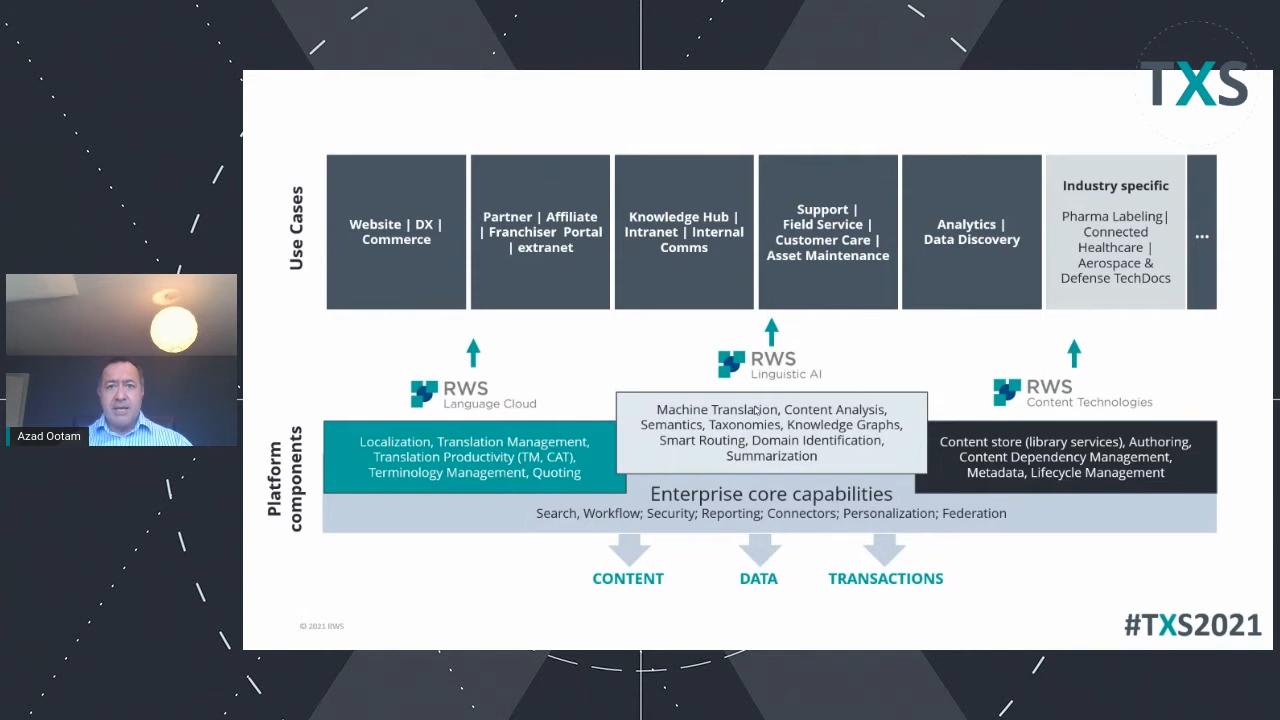 TXS
Use Cases
Website | DX |
Commerce
Partner | Affiliate
| Franchiser Portal
| extranet
Knowledge Hub |
Intranet | Internal
Comms
Support |
Field Service |
Customer Care |
Asset Maintenance
Analytics |
Data Discovery
Industry specific
Pharma Labeling|
Connected
Healthcare |
Aerospace &
Defense TechDocs
...
RWS
Language Cloud
RWS
Linguistic AI
RWS
Content Technologies
Platform
components
Localization, Translation Management,
Translation Productivity (TM, CAT),
Terminology Management, Quoting
Machine Translation, Content Analysis,
Semantics, Taxonomies, Knowledge Graphs,
Smart Routing, Domain Identification,
Summarization
Content store (library services), Authoring,
Content Dependency Management,
Metadata, Lifecycle Management
Enterprise core capabilities
Search, Workflow; Security; Reporting; Connectors; Personalization; Federation
CONTENT
DATA
TRANSACTIONS
© 2021 RWS
#TXS2021
Azad Ootam